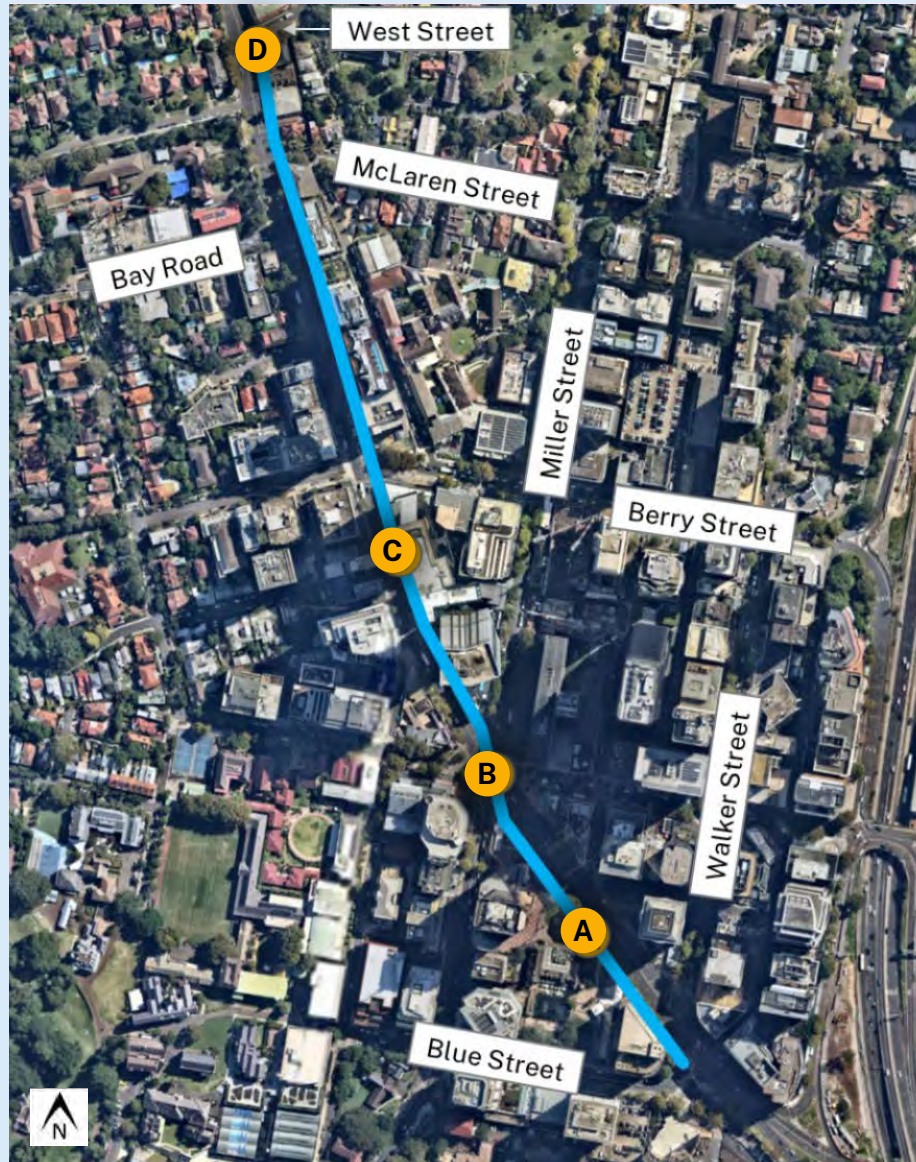 D
West Street
McLaren Street
Bay Road
Miller Street
Berry Street
C
Walker Street
B
A
Blue Street
N